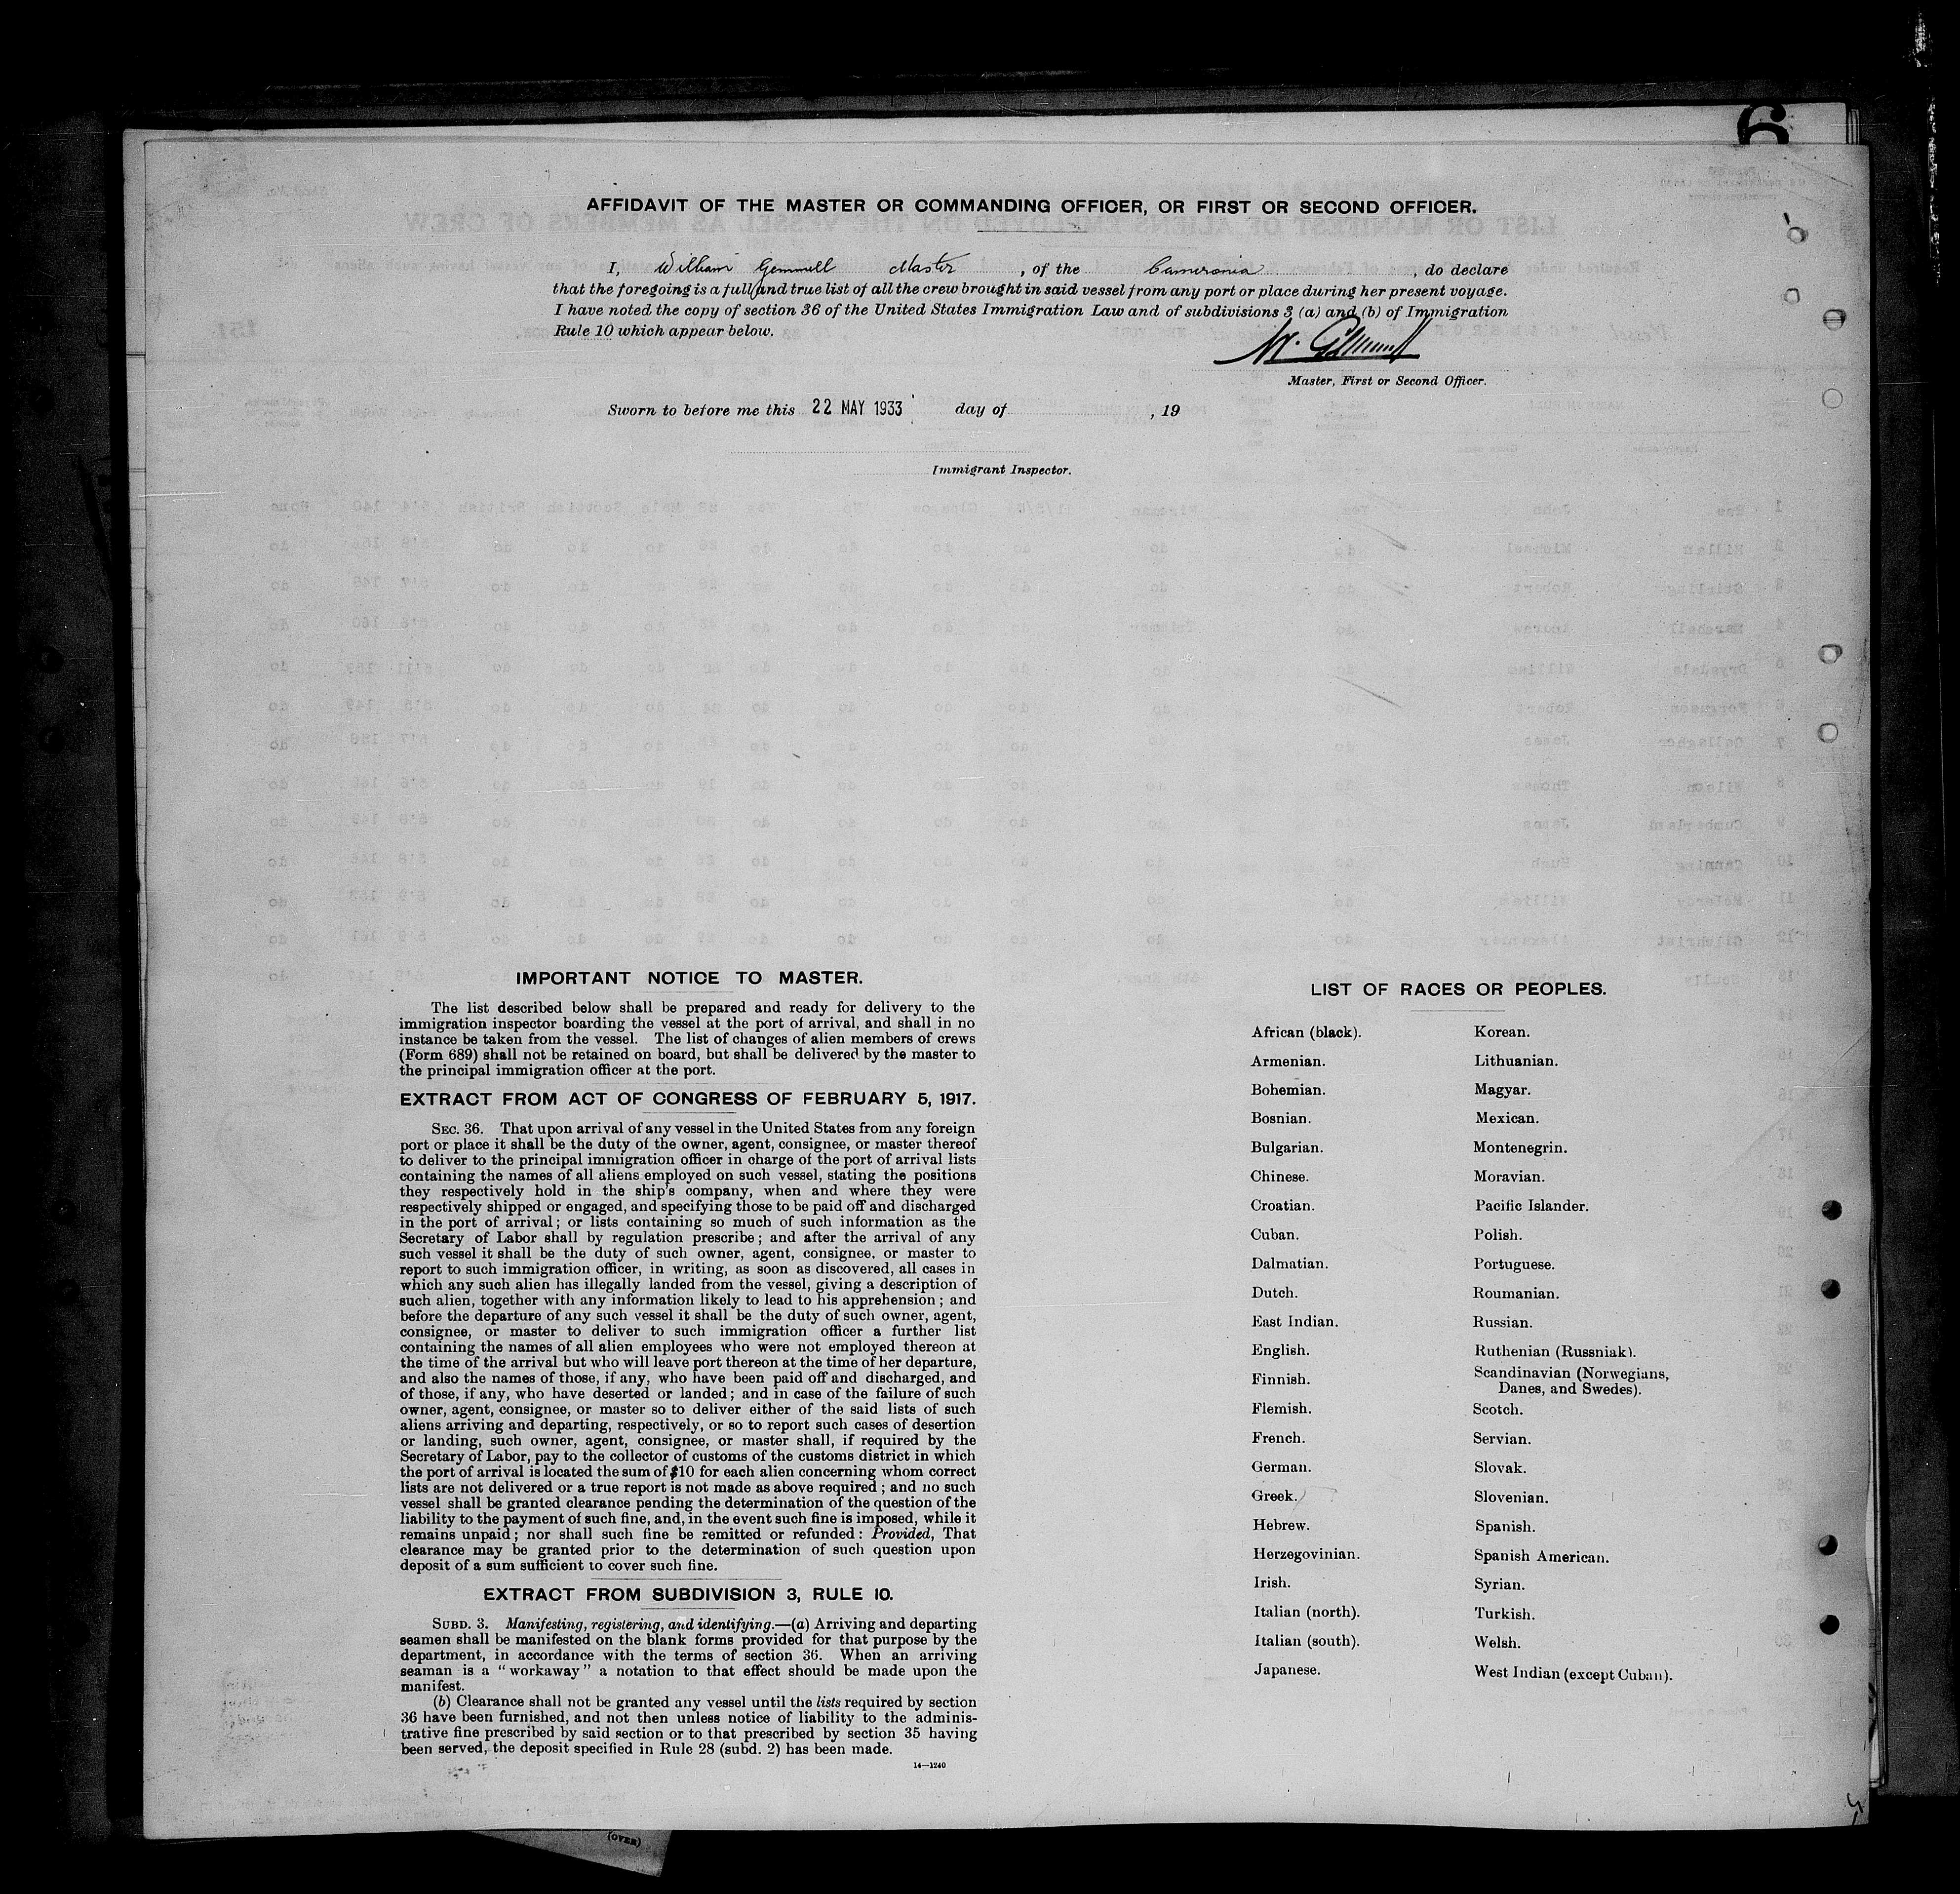 6
AFFIDAVIT OF THE MASTER OR COMMANDING OFFICER, OR FIRST OR SECOND OFFICER.
I, William Gemmell Master, of the Cameronia, do declare
that the foregoing is a full and true list of all the crew brought in said vessel from any port or place during her present voyage.
I have noted the copy of section 36 of the United States Immigration Law and of subdivisions 3 (a) and (b) of Immigration
Rule 10 which appear below.
W. Gemmell
Master, First or Second Officer.
Sworn to before me this 22 MAY 1933 day of , 19
Immigrant Inspector.
IMPORTANT NOTICE TO MASTER.
The list described below shall be prepared and ready for delivery to the
immigration inspector boarding the vessel at the port of arrival, and shall in no
instance be taken from the vessel. The list of changes of alien members of crews
(Form 689) shall not be retained on board, but shall be delivered by the master to
the principal immigration officer at the port.
EXTRACT FROM ACT OF CONGRESS OF FEBRUARY 5, 1917.
SEC. 36. That upon arrival of any vessel in the United States from any foreign
port or place it shall be the duty of the owner, agent, consignee, or master thereof
to deliver to the principal immigration officer in charge of the port of arrival lists
containing the names of all aliens employed on such vessel, stating the positions
they respectively hold in the ship's company, when and where they were
respectively shipped or engaged, and specifying those to be paid off and discharged
in the port of arrival; or lists containing so much of such information as the
Secretary of Labor shall by regulation prescribe; and after the arrival of any
such vessel it shall be the duty of such owner, agent, consignee, or master to
report to such immigration officer, in writing, as soon as discovered, all cases in
which any such alien has illegally landed from the vessel, giving a description of
such alien, together with any information likely to lead to his apprehension; and
before the departure of any such vessel it shall be the duty of such owner, agent,
consignee, or master to deliver to such immigration officer a further list
containing the names of all alien employees who were not employed thereon at
the time of the arrival but who will leave port thereon at the time of her departure,
and also the names of those, if any, who have been paid off and discharged, and
of those, if any, who have deserted or landed; and in case of the failure of such
owner, agent, consignee, or master so to deliver either of the said lists of such
aliens arriving and departing, respectively, or so to report such cases of desertion
or landing, such owner, agent, consignee, or master shall, if required by the
Secretary of Labor, pay to the collector of customs of the customs district in which
the port of arrival is located the sum of $10 for each alien concerning whom correct
lists are not delivered or a true report is not made as above required; and no such
vessel shall be granted clearance pending the determination of the question of the
liability to the payment of such fine, and, in the event such fine is imposed, while it
remains unpaid; nor shall such fine be remitted or refunded: Provided, That
clearance may be granted prior to the determination of such question upon
deposit of a sum sufficient to cover such fine.
EXTRACT FROM SUBDIVISION 3, RULE 10.
SUBD. 3. Manifesting, registering, and identifying.—(a) Arriving and departing
seamen shall be manifested on the blank forms provided for that purpose by the
department, in accordance with the terms of section 36. When an arriving
seaman is a "workaway" a notation to that effect should be made upon the
manifest.
(b) Clearance shall not be granted any vessel until the lists required by section
36 have been furnished, and not then unless notice of liability to the adminis-
trative fine prescribed by said section or to that prescribed by section 35 having
been served, the deposit specified in Rule 28 (subd. 2) has been made.
14—1240
LIST OF RACES OR PEOPLES.
African (black).
Armenian.
Bohemian.
Bosnian.
Bulgarian.
Chinese.
Croatian.
Cuban.
Dalmatian.
Dutch.
East Indian.
English.
Finnish.
Flemish.
French.
German.
Greek.
Hebrew.
Herzegovinian.
Irish.
Italian (north).
Italian (south).
Japanese.
Korean.
Lithuanian.
Magyar.
Mexican.
Montenegrin.
Moravian.
Pacific Islander.
Polish.
Portuguese.
Roumanian.
Russian.
Ruthenian (Russniak).
Scandinavian (Norwegians,
Danes, and Swedes).
Scotch.
Servian.
Slovak.
Slovenian.
Spanish.
Spanish American.
Syrian.
Turkish.
Welsh.
West Indian (except Cuban).
(OVER)